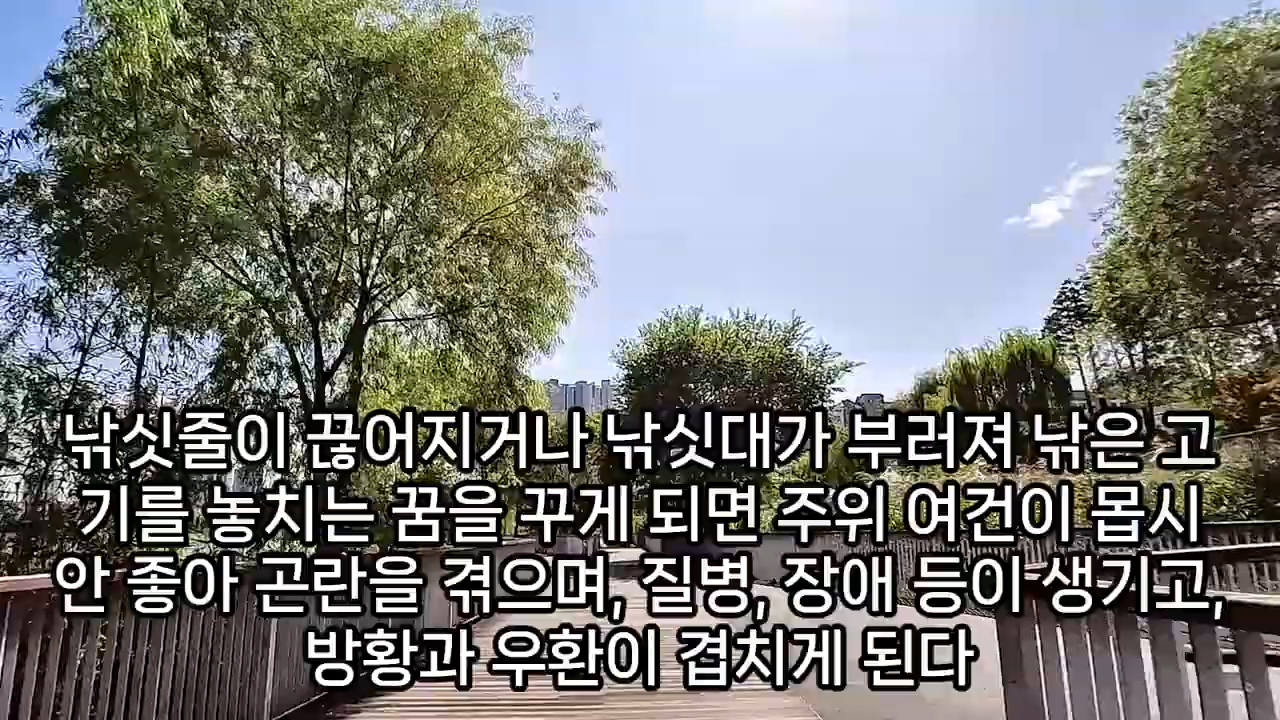 낚싯줄이 끊어지거나 낚싯대가 부러져 낚은 고
기를 놓치는 꿈을 꾸게 되면 주위 여건이 몹시
안 좋아 곤란을 겪으며, 질병, 장애 등이 생기고,
방황과 우환이 겹치게 된다